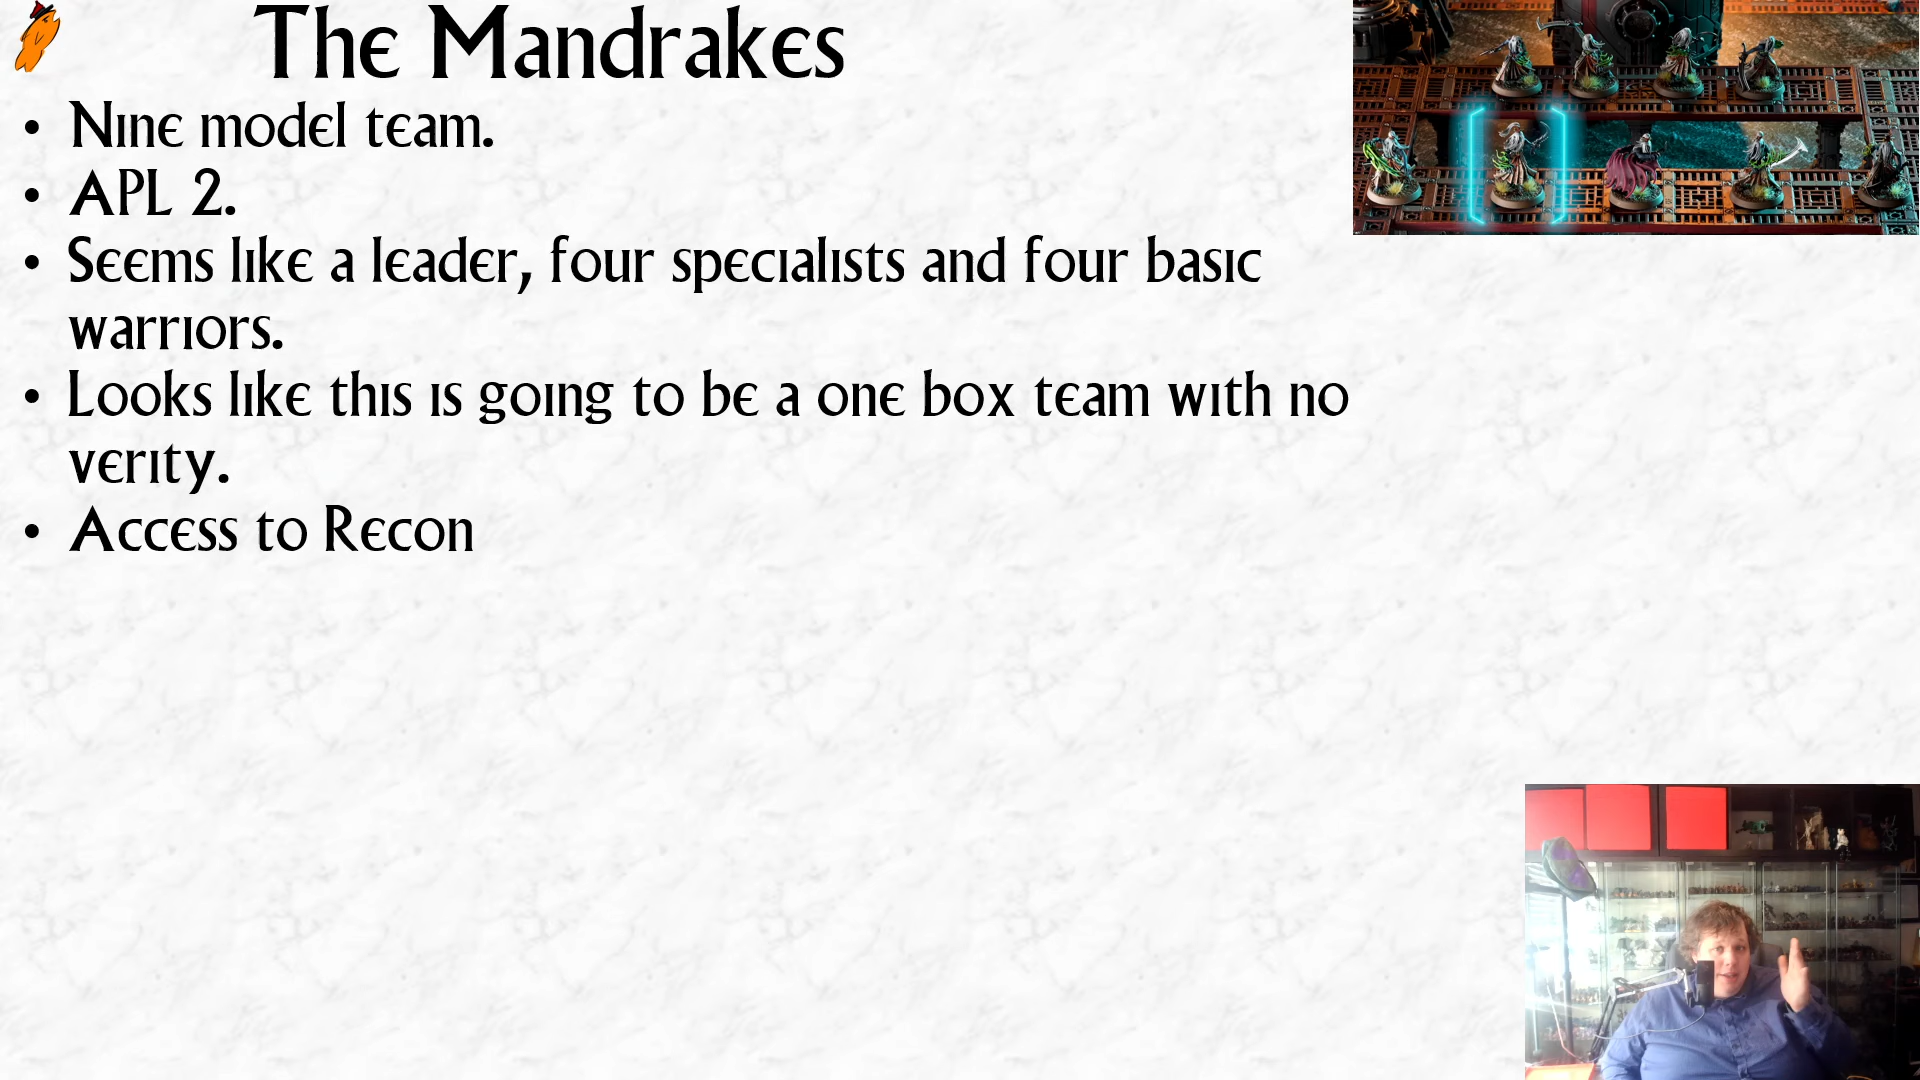 The Mandrakes
• Nine model team.
• APL 2.
• Seems like a leader, four specialists and four basic
warriors.
• Looks like this is going to be a one box team with no
verity.
• Access to Recon